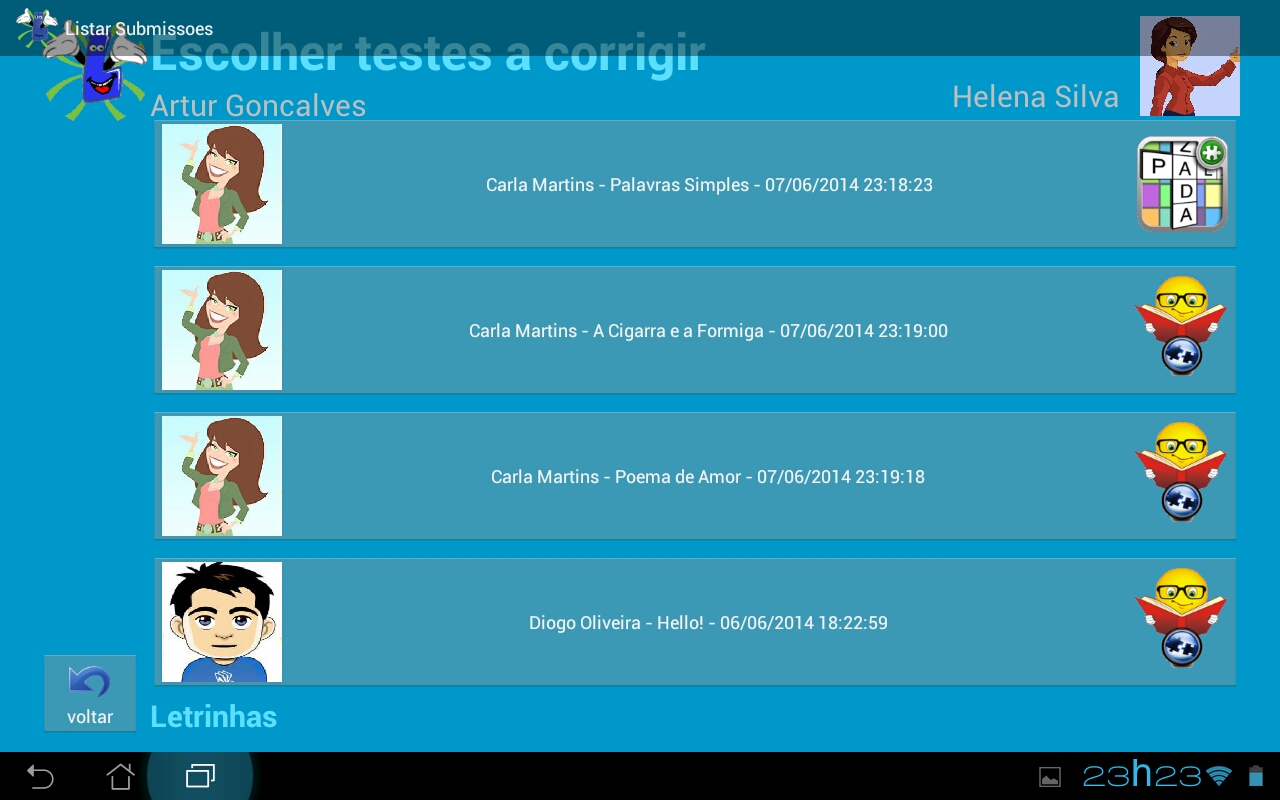 Listar Submissoes
Escolher testes a corrigir
Artur Goncalves
Helena Silva
Carla Martins - Palavras Simples - 07/06/2014 23:18:23
P A L
D
A
Carla Martins - A Cigarra e a Formiga - 07/06/2014 23:19:00
Carla Martins - Poema de Amor - 07/06/2014 23:19:18
Diogo Oliveira - Hello! - 06/06/2014 18:22:59
voltar
Letrinhas
23h23